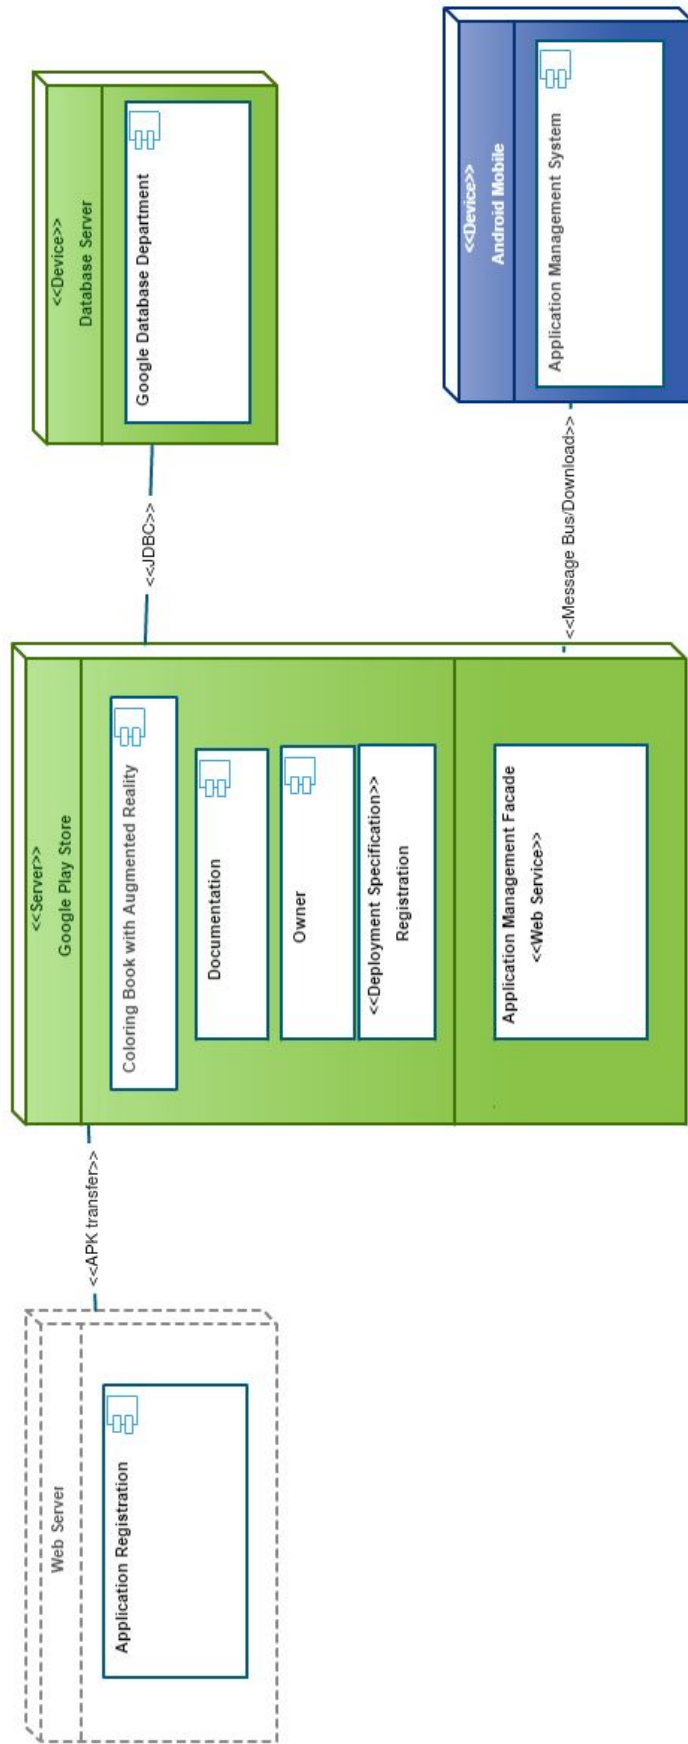 Web Server
Application Registration
<<APK transfer>>
<<Server>>
Google Play Store
Coloring Book with Augmented Reality
Documentation
Owner
<<Deployment Specification>>
Registration
Application Management Facade
<<Web Service>>
<<JDBC>>
<<Device>>
Database Server
Google Database Department
<<Message Bus/Download>>
<<Device>>
Android Mobile
Application Management System